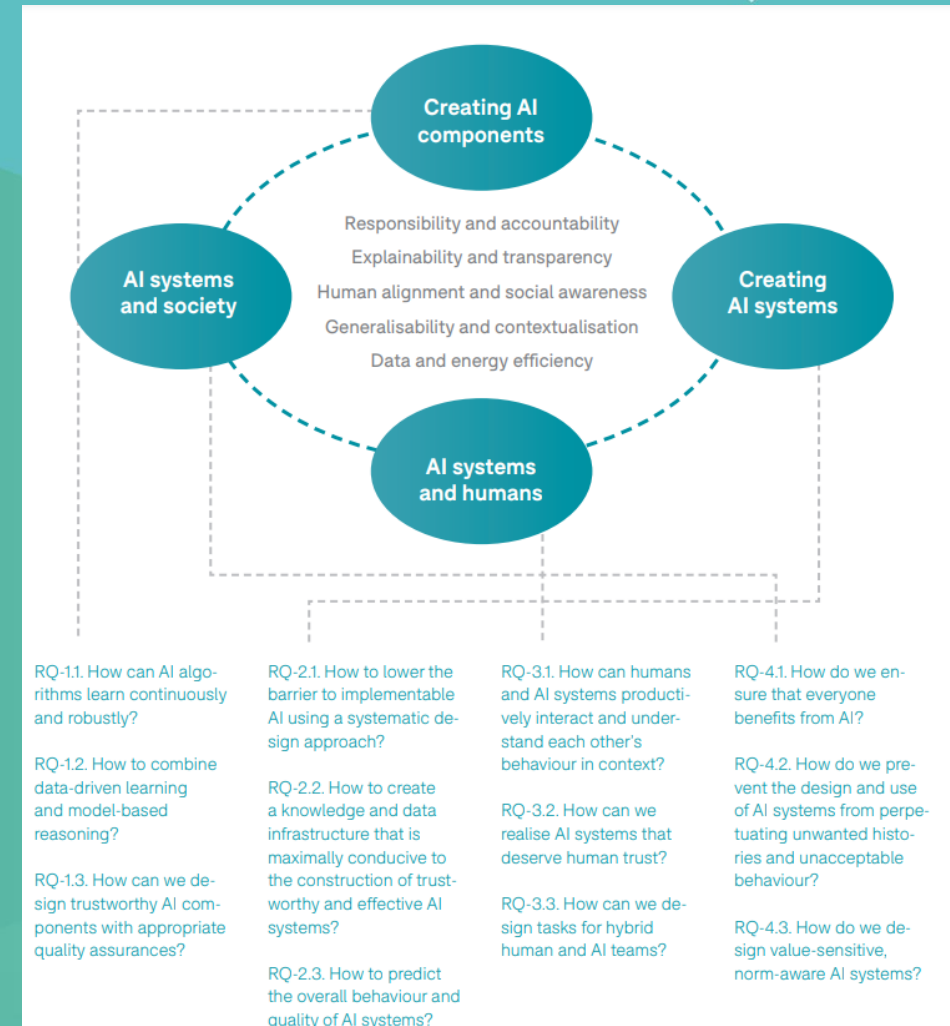 Creating AI
components
Responsibility and accountability
Explainability and transparency
Human alignment and social awareness
Generalisability and contextualisation
Data and energy efficiency
AI systems
and society
Creating
AI systems
AI systems
and humans
RQ-1.1. How can AI algo-
rithms learn continuously
and robustly?
RQ-1.2. How to combine
data-driven learning
and model-based
reasoning?
RQ-1.3. How can we de-
sign trustworthy AI com-
ponents with appropriate
quality assurances?
RQ-2.1. How to lower the
barrier to implementable
AI using a systematic de-
sign approach?
RQ-2.2. How to create
a knowledge and data
infrastructure that is
maximally conducive to
the construction of trust-
worthy and effective AI
systems?
RQ-2.3. How to predict
the overall behaviour and
quality of AI systems?
RQ-3.1. How can humans
and AI systems producti-
vely interact and under-
stand each other's
behaviour in context?
RQ-3.2. How can we
realise AI systems that
deserve human trust?
RQ-3.3. How can we de-
sign tasks for hybrid
human and AI teams?
RQ-4.1. How do we en-
sure that everyone
benefits from AI?
RQ-4.2. How do we pre-
vent the design and use
of AI systems from perpe-
tuating unwanted histo-
ries and unacceptable
behaviour?
RQ-4.3. How do we de-
sign value-sensitive,
norm-aware AI systems?